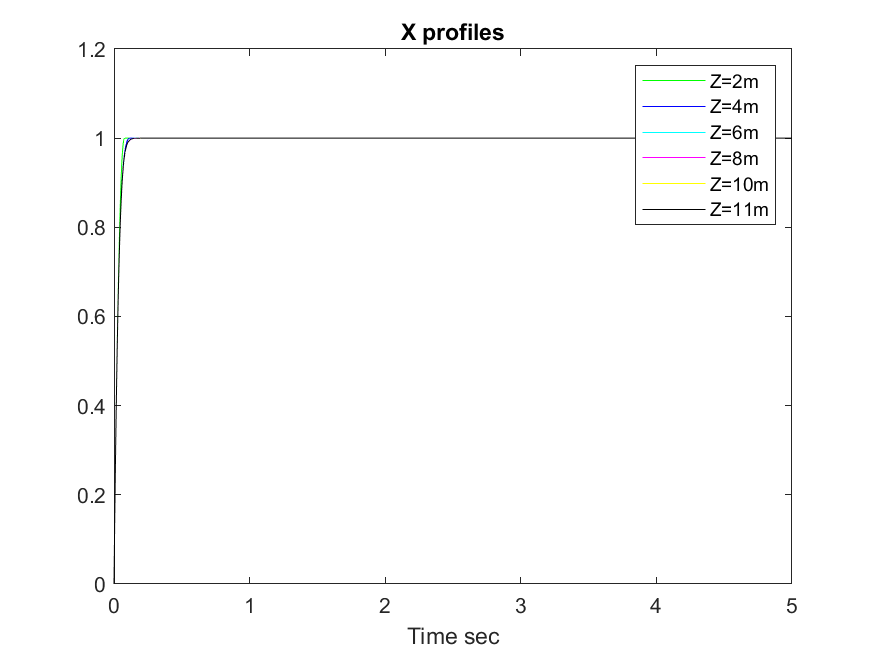 X profiles
1.2
1
0.8
0.6
0.4
0.2
0
Z=2m
Z=4m
Z=6m
Z=8m
Z=10m
Z=11m
0 1 2 3 4 5
Time sec